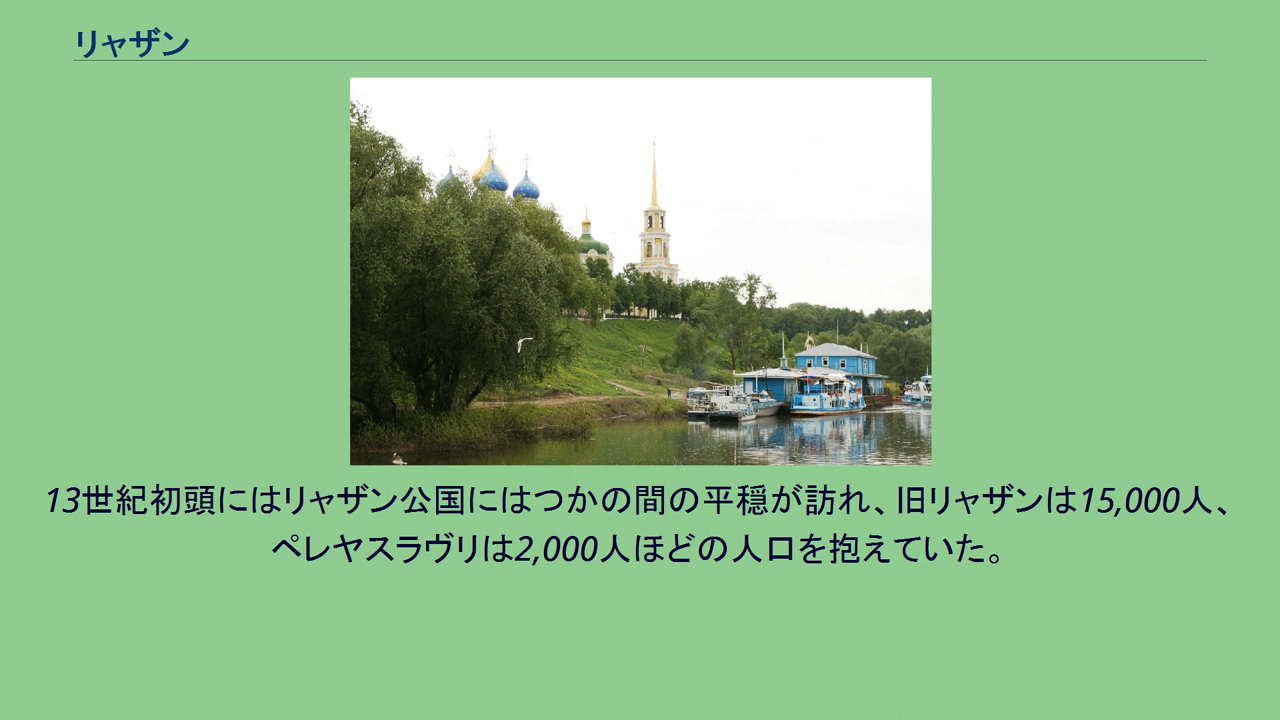 リャザン
13世紀初頭にはリャザン公国にはつかの間の平穏が訪れ、旧リャザンは15,000人、
ペレヤスラヴリは2,000人ほどの人口を抱えていた。